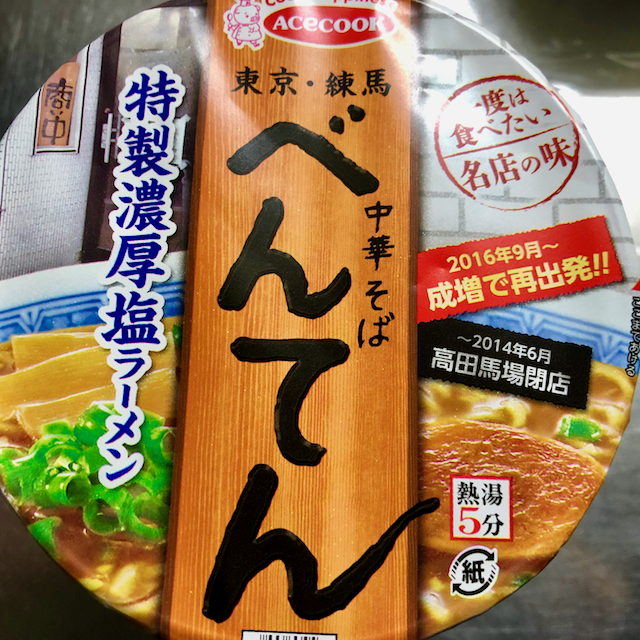 ACECOOK
東京・練馬
中華そば
べんてん
特製濃厚塩ラーメン
商い中
一度は
食べたい
名店の味
2016年9月~
成増で再出発!!
~2014年6月
高田馬場閉店
熱湯
5分
紙